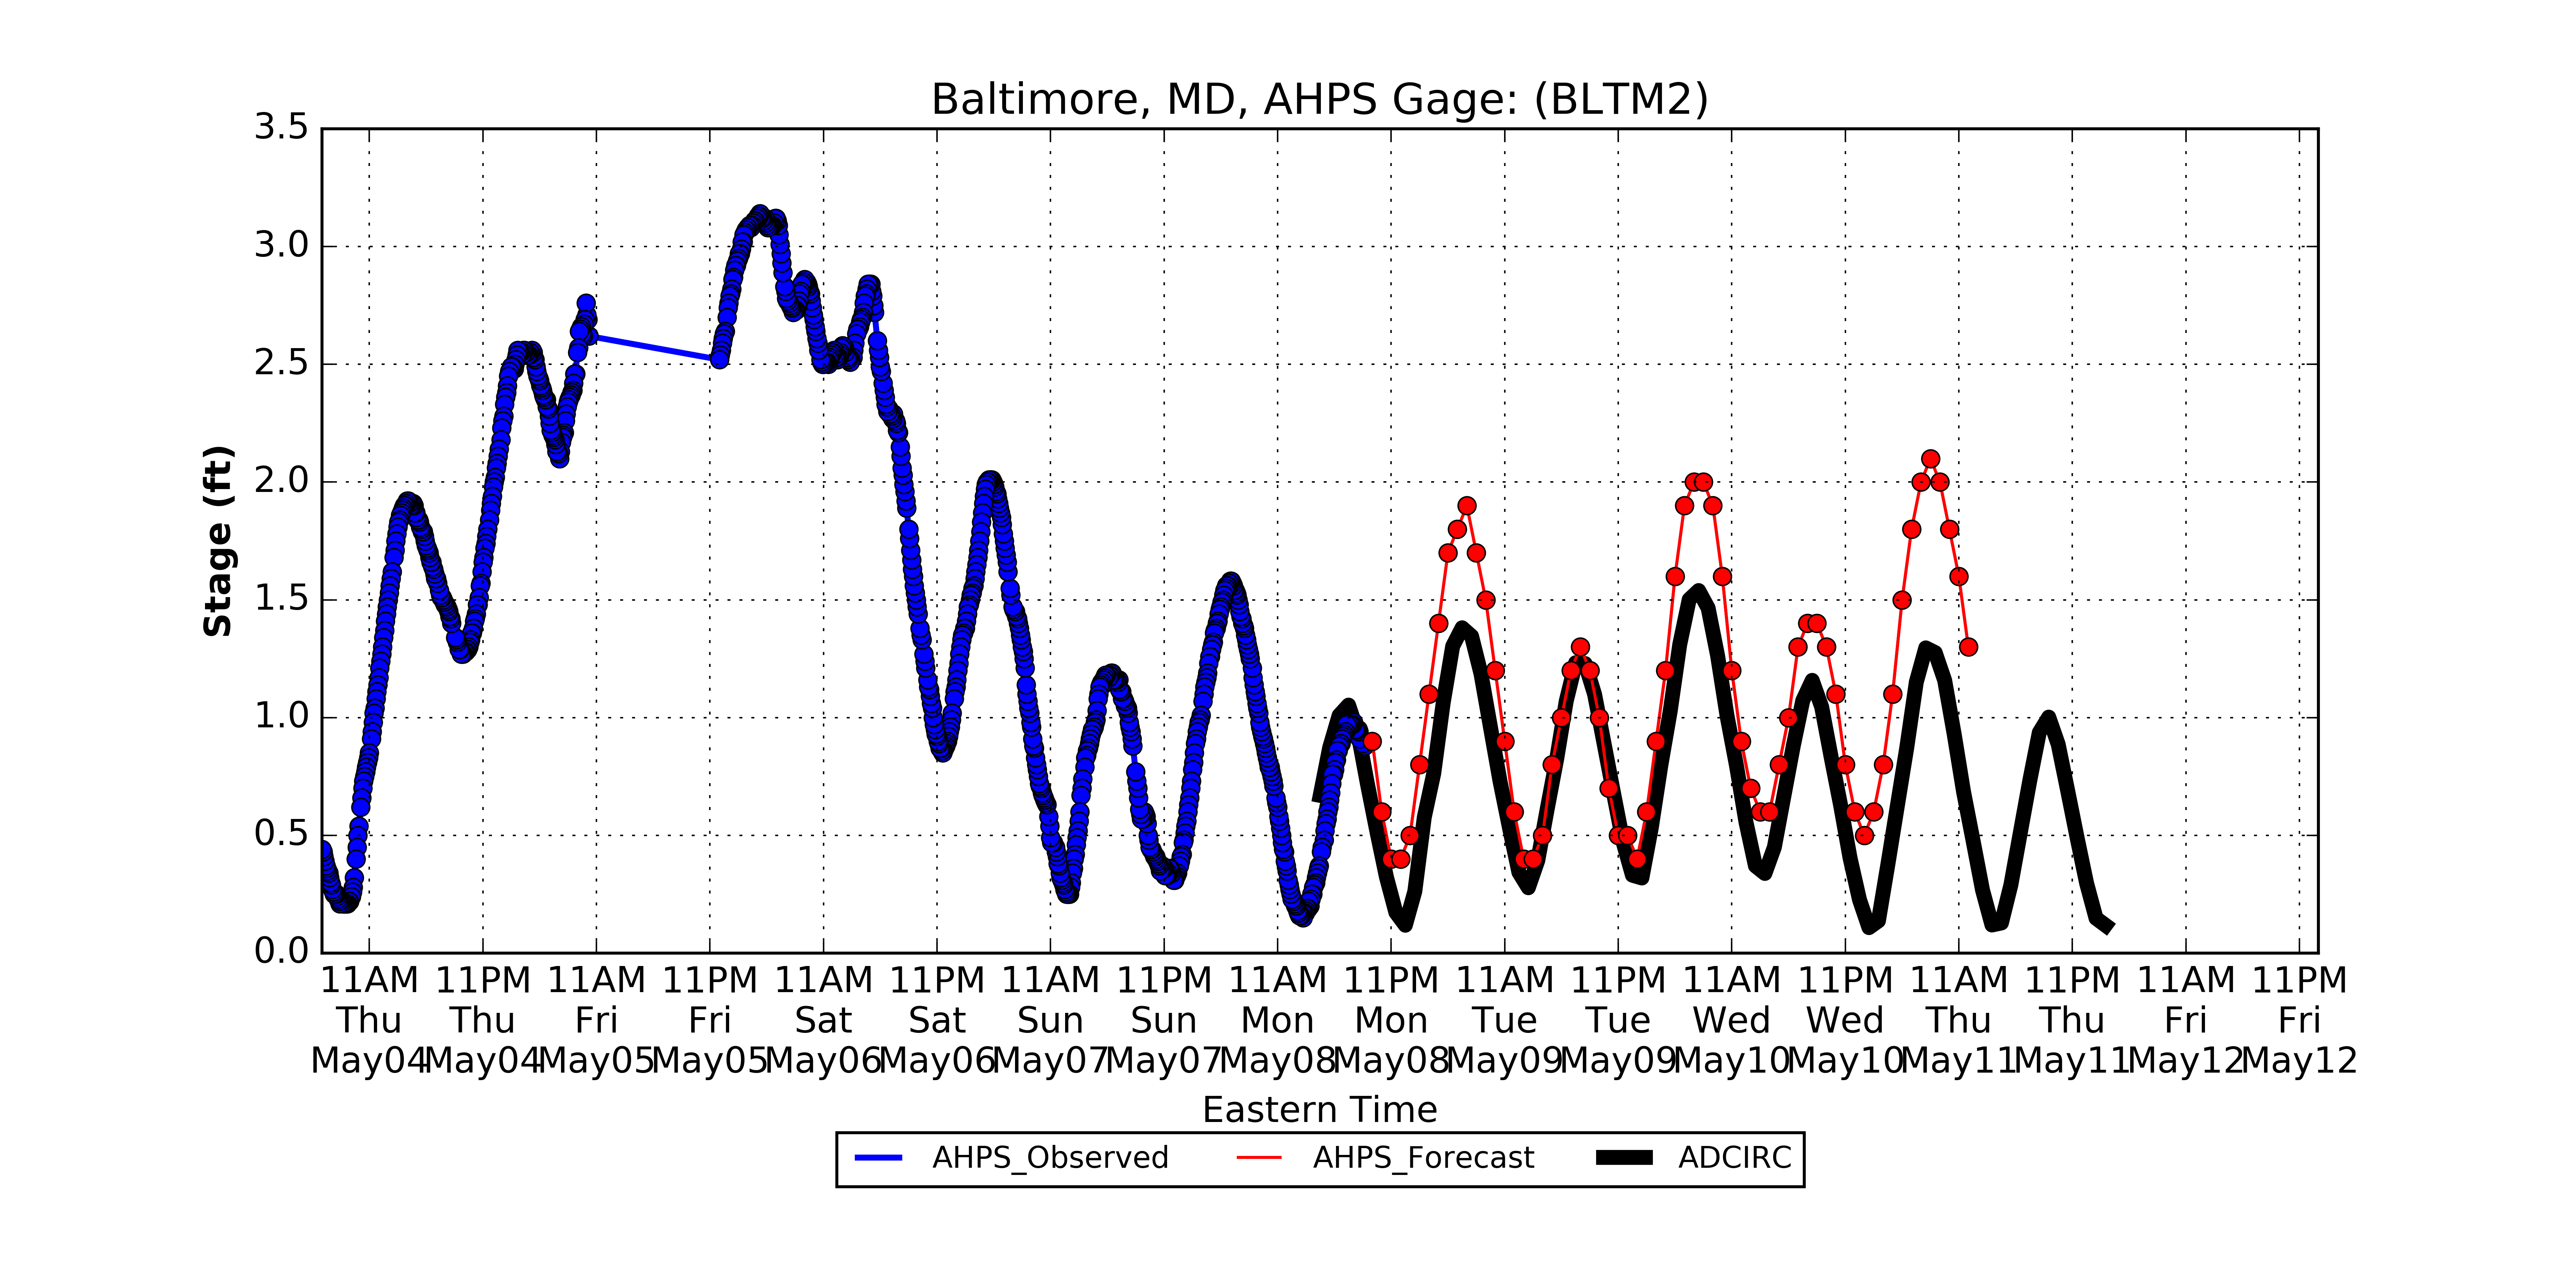 Baltimore, MD, AHPS Gage: (BLTM2)
3.5
3.0
2.5
2.0
1.5
1.0
0.5
0.0
Stage (ft)
11AM 11PM 11AM 11PM 11AM 11PM 11AM 11PM 11AM 11PM 11AM 11PM 11AM 11PM 11AM 11PM 11AM 11PM
Thu Thu Fri Fri Sat Sat Sun Sun Mon Mon Tue Tue Wed Wed Thu Thu Fri Fri
May04 May04 May05 May05 May06 May06 May07 May07 May08 May08 May09 May09 May10 May10 May11 May11 May12 May12
Eastern Time
AHPS_Observed AHPS_Forecast ADCIRC